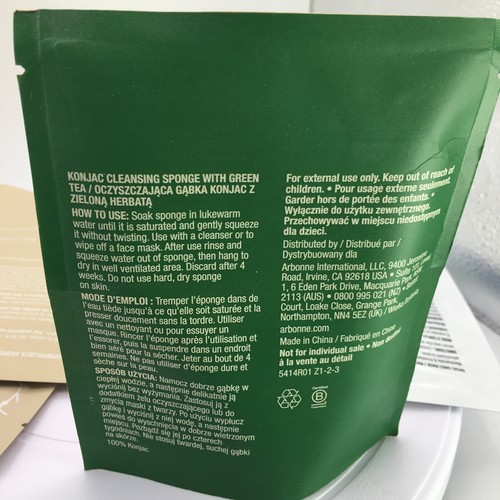 KONJAC CLEANSING SPONGE WITH GREEN
TEA / OCZYSZCZAJĄCA GĄBKA KONJAC Z
ZIELONĄ HERBATĄ
HOW TO USE: Soak sponge in lukewarm
water until it is saturated and gently squeeze
it without twisting. Use with a cleanser or to
wipe off a face mask. After use rinse and
squeeze water out of sponge, then hang to
dry in well ventilated area. Discard after 4
weeks. Do not use hard, dry sponge
on skin.
MODE D'EMPLOI : Tremper l'éponge dans de
l'eau tiède jusqu'à ce qu'elle soit saturée et la
presser doucement sans la tordre. Utiliser
avec un nettoyant ou pour essuyer un
masque. Rincer l'éponge après l'utilisation et
l'essorer, puis la suspendre dans un endroit
bien aéré pour la sécher. Jeter au bout de 4
semaines. Ne pas utiliser d'éponge dure et
sèche sur la peau.
SPOSÓB UŻYCIA: Namocz dobrze gąbkę w
ciepłej wodzie, a następnie delikatnie ją
wyciśnij bez wyżymania. Zastosuj ją z
dodatkiem żelu oczyszczającego lub do
zmycia maski z twarzy. Po użyciu wypłucz
gąbkę i wyciśnij z niej wodę, a następnie
powieś do wyschnięcia w dobrze wietrzonym
miejscu. Pozbądź się jej po czterech
tygodniach. Nie stosuj twardej, suchej gąbki
na skórze.
100% Konjac
For external use only. Keep out of reach of
children. • Pour usage externe seulement.
Garder hors de portée des enfants. •
Wyłącznie do użytku zewnętrznego.
Przechowywać w miejscu niedostępnym
dla dzieci.
Distributed by / Distribué par /
Dystrybuowany dla
Arbonne International, LLC, 9400 Jeronimo
Road, Irvine, CA 92618 USA • Suite
1, 6 Eden Park Drive, Macquarie Park,
2113 (AUS) • 0800 995 021 (NZ) •
Court, Loake Close, Grange Park,
Northampton, NN4 5EZ (UK) / Wielka
arbonne.com
Made in China / Fabriqué en Chine
Not for individual sale • Non destiné
à la vente au détail
5414R01 Z1-2-3